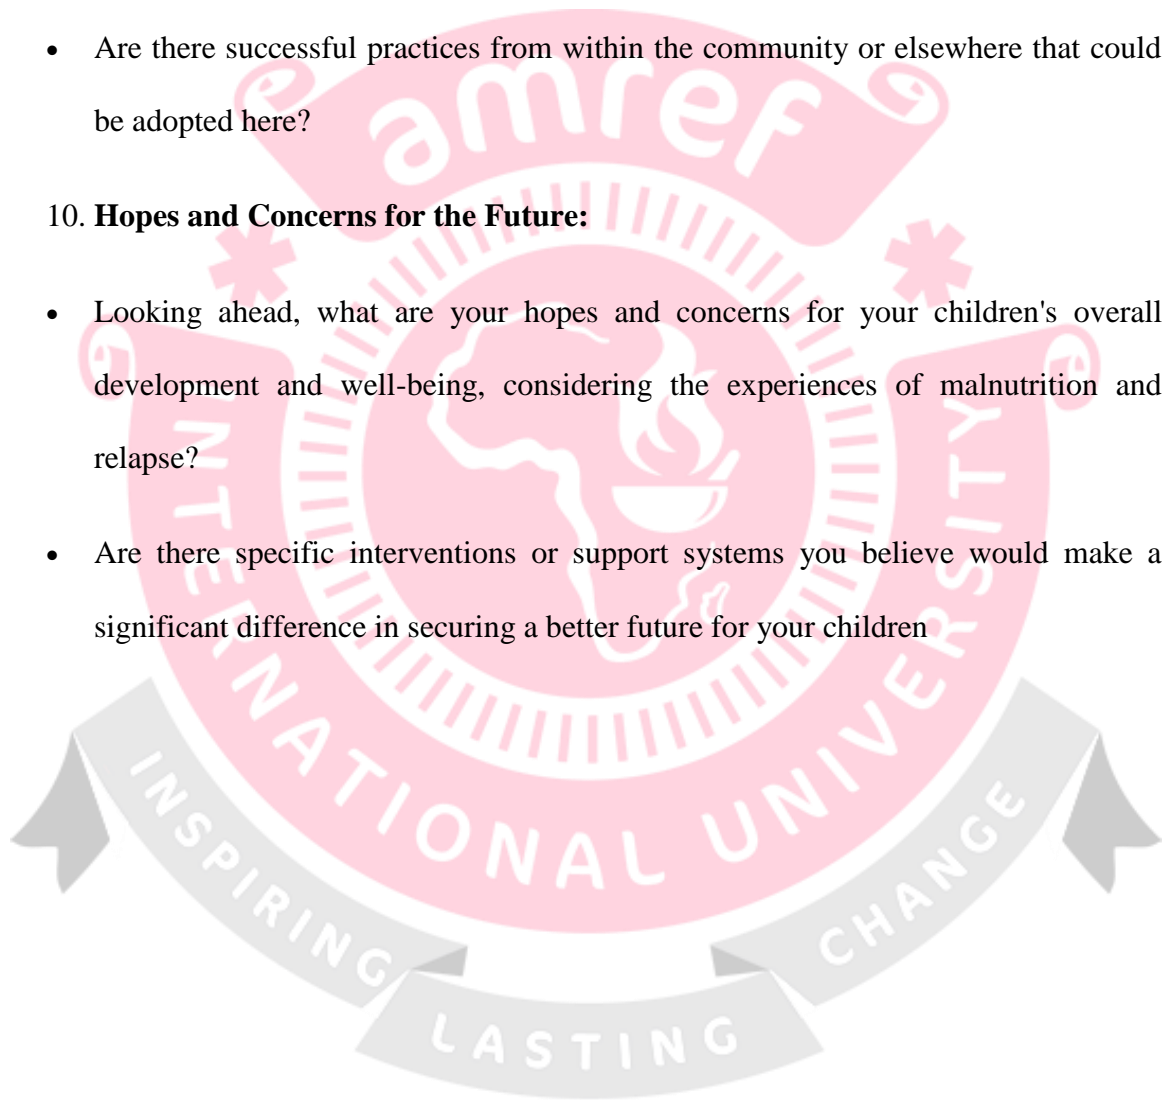 • Are there successful practices from within the community or elsewhere that could
be adopted here?
10. Hopes and Concerns for the Future:
• Looking ahead, what are your hopes and concerns for your children's overall
development and well-being, considering the experiences of malnutrition and
relapse?
• Are there specific interventions or support systems you believe would make a
significant difference in securing a better future for your children
amref
INTERNATIONAL UNIVERSITY
INSPIRING LASTING CHANGE